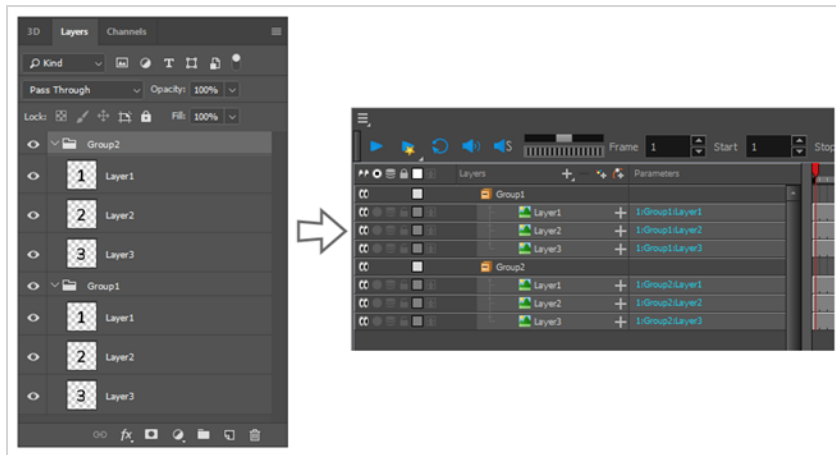 3D Layers Channels
Kind
Pass Through Opacity: 100%
Lock: Fill: 100%
Group2
1 Layer1
2 Layer2
3 Layer3
Group1
1 Layer1
2 Layer2
3 Layer3
fx
S Frame 1 Start 1 Stop
Layers Parameters
Group1
Layer1 1:Group1:Layer1
Layer2 1:Group1:Layer2
Layer3 1:Group1:Layer3
Group2
Layer1 1:Group2:Layer1
Layer2 1:Group2:Layer2
Layer3 1:Group2:Layer3